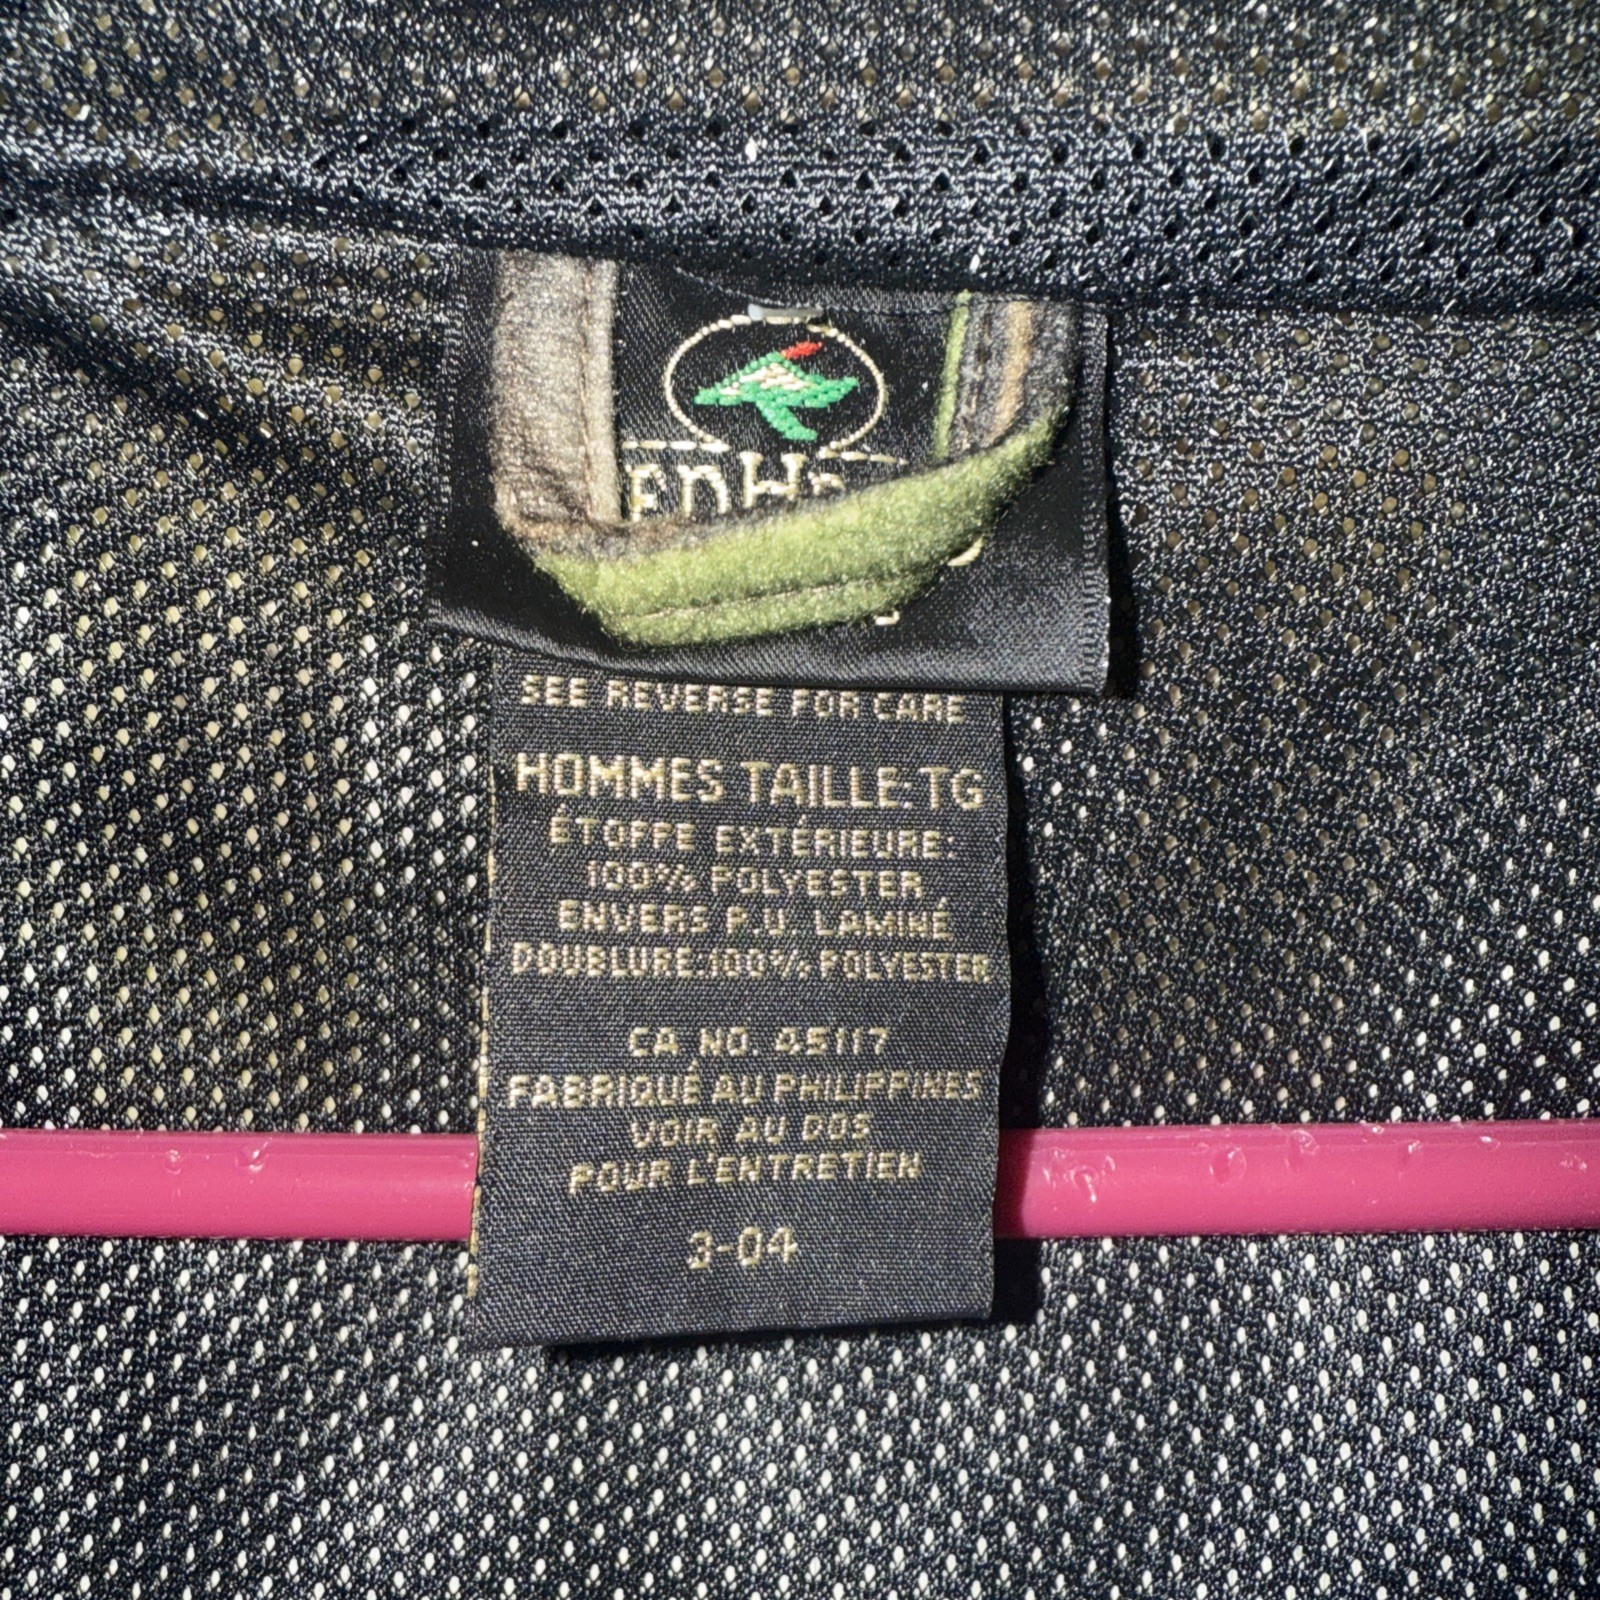 SEE REVERSE FOR CARE
HOMMES TAILLE-TG
ÉTOFFE EXTÉRIEURE:
100% POLYESTER
ENVERS P.U. LAMINÉ
DOUBLURE:100% POLYESTER
CA NO. 45117
FABRIQUÉ AU PHILIPPINES
VOIR AU DOS
POUR L'ENTRETIEN
3-04